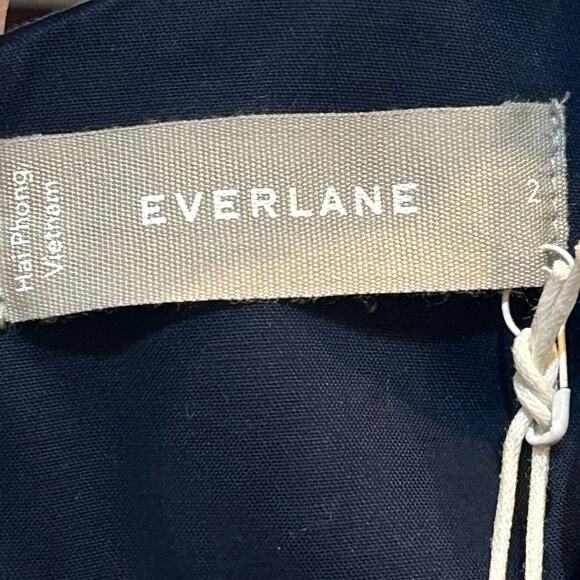 Hai Phong,
Vietnam
EVERLANE
2